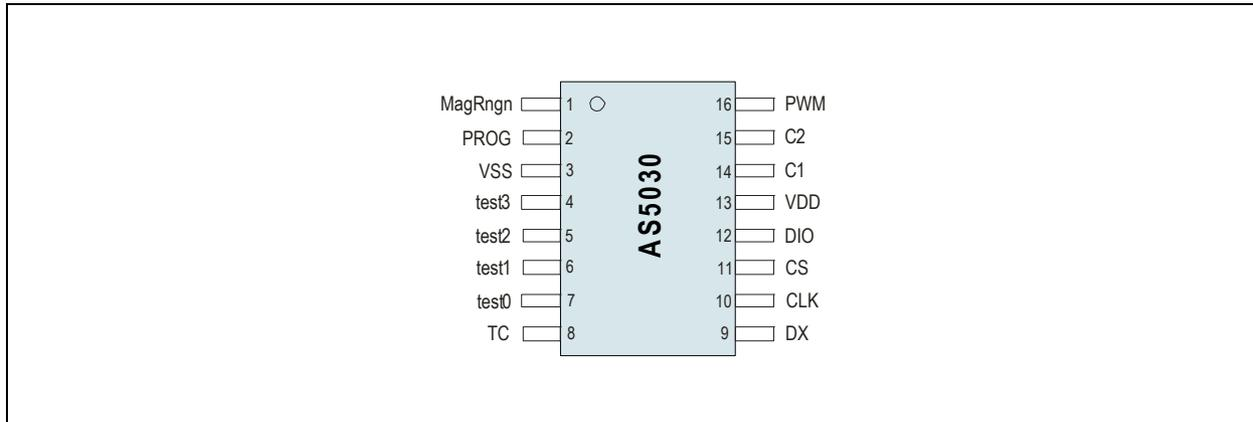 MagRngn 1 16 PWM
PROG 2 15 C2
VSS 3 14 C1
test3 4 13 VDD
test2 5 12 DIO
test1 6 11 CS
test0 7 10 CLK
TC 8 9 DX
AS5030